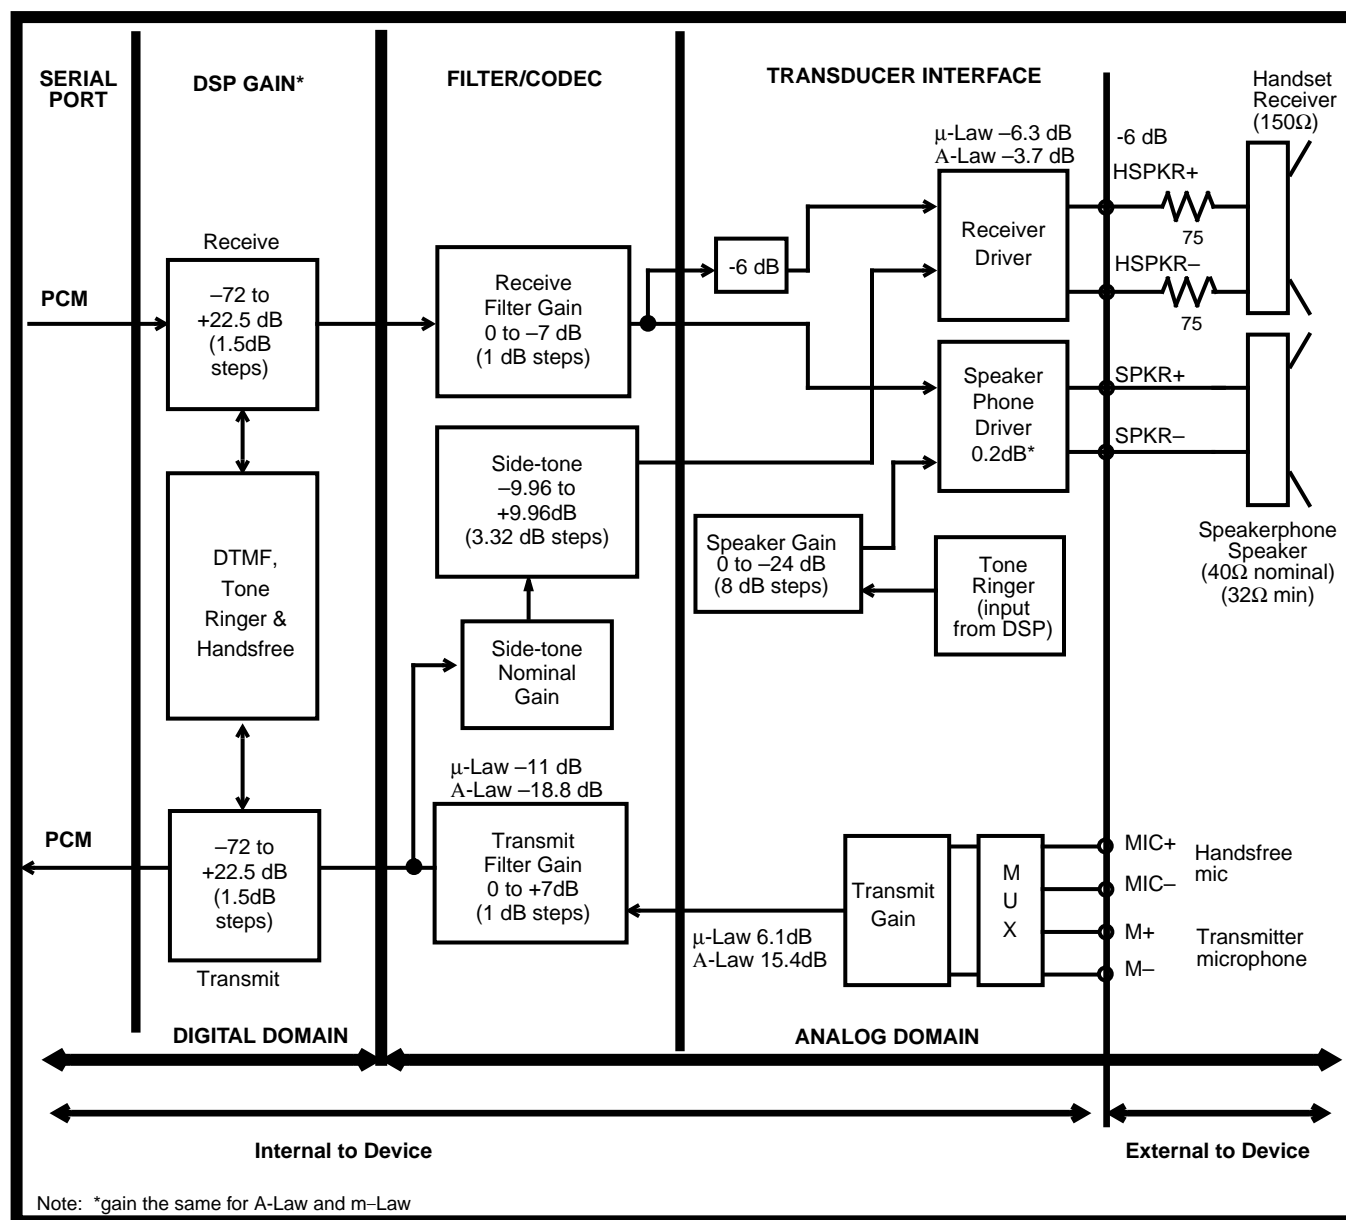 SERIAL
PORT
DSP GAIN*
FILTER/CODEC
TRANSDUCER INTERFACE
Handset
Receiver
(150Ω)
μ-Law –6.3 dB
A-Law –3.7 dB
-6 dB
HSPKR+
75
HSPKR–
75
Receiver
Driver
-6 dB
Receive
PCM
–72 to
+22.5 dB
(1.5dB
steps)
Receive
Filter Gain
0 to –7 dB
(1 dB steps)
Speaker
Phone
Driver
0.2dB*
SPKR+
SPKR–
Side-tone
–9.96 to
+9.96dB
(3.32 dB steps)
Speakerphone
Speaker
(40Ω nominal)
(32Ω min)
Speaker Gain
0 to –24 dB
(8 dB steps)
Tone
Ringer
(input
from DSP)
DTMF,
Tone
Ringer &
Handsfree
Side-tone
Nominal
Gain
μ-Law –11 dB
A-Law –18.8 dB
PCM
–72 to
+22.5 dB
(1.5dB
steps)
Transmit
Transmit
Filter Gain
0 to +7dB
(1 dB steps)
μ-Law 6.1dB
A-Law 15.4dB
Transmit
Gain
M
U
X
MIC+
MIC–
Handsfree
mic
M+
M–
Transmitter
microphone
DIGITAL DOMAIN
ANALOG DOMAIN
Internal to Device
External to Device
Note: *gain the same for A-Law and m–Law